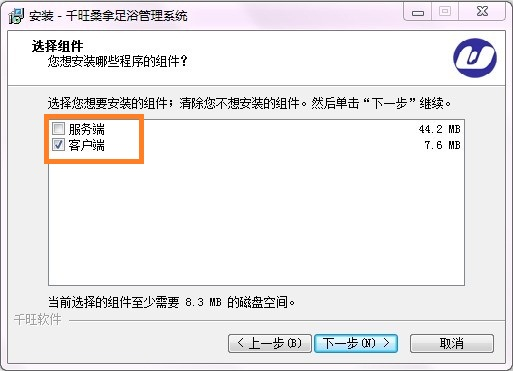 安装 - 千旺桑拿足浴管理系统
选择组件
您想安装哪些程序的组件？
选择您想要安装的组件；清除您不想安装的组件。然后单击“下一步”继续。
服务端 44.2 MB
客户端 7.6 MB
当前选择的组件至少需要 8.3 MB 的磁盘空间。
千旺软件
< 上一步(B) 下一步(N) > 取消